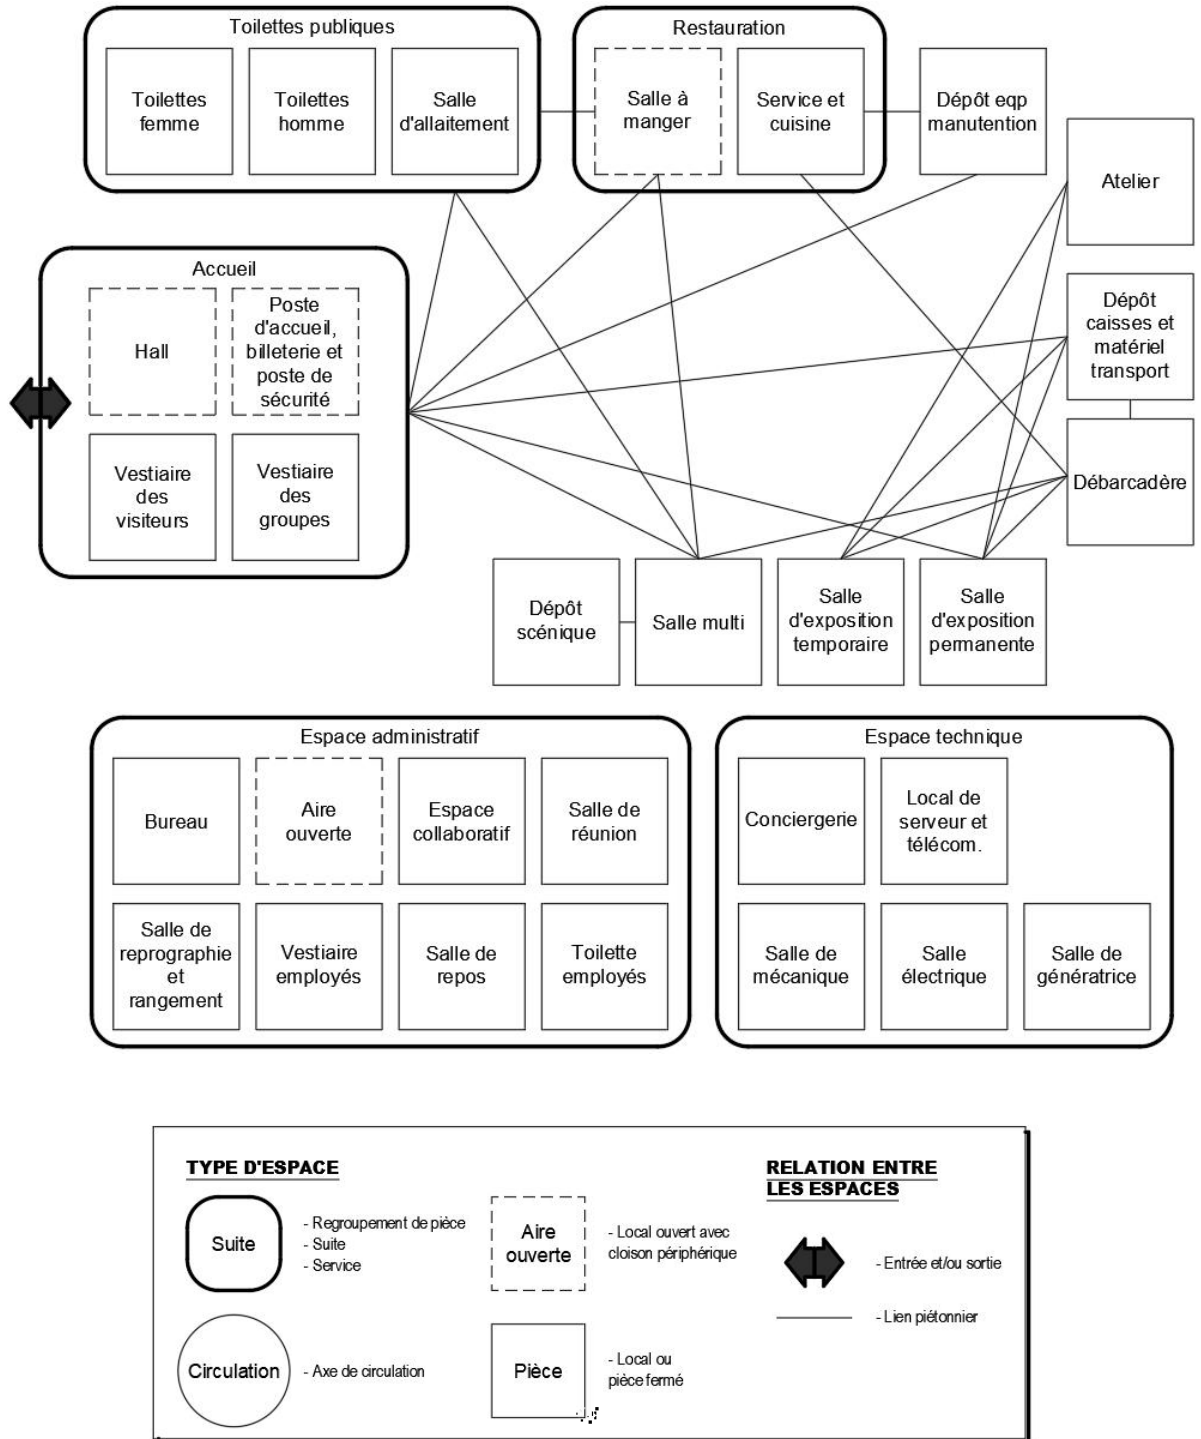 Toilettes publiques
Toilettes
femme
Toilettes
homme
Salle
d'allaitement
Restauration
Salle à
manger
Service et
cuisine
Dépôt eqp
manutention
Atelier
Accueil
Hall
Poste
d'accueil,
billeterie et
poste de
sécurité
Vestiaire
des
visiteurs
Vestiaire
des
groupes
Dépôt
caisses et
matériel
transport
Débarcadère
Dépôt
scénique
Salle multi
Salle
d'exposition
temporaire
Salle
d'exposition
permanente
Espace administratif
Bureau
Aire
ouverte
Espace
collaboratif
Salle de
réunion
Salle de
reprographie
et
rangement
Vestiaire
employés
Salle de
repos
Toilette
employés
Espace technique
Conciergerie
Local de
serveur et
télécom.
Salle de
mécanique
Salle
électrique
Salle de
génératrice
TYPE D'ESPACE
Suite
- Regroupement de pièce
- Suite
- Service
Circulation
- Axe de circulation
Aire
ouverte
- Local ouvert avec
cloison périphérique
Pièce
- Local ou
pièce fermé
RELATION ENTRE
LES ESPACES
- Entrée et/ou sortie
- Lien piétonnier